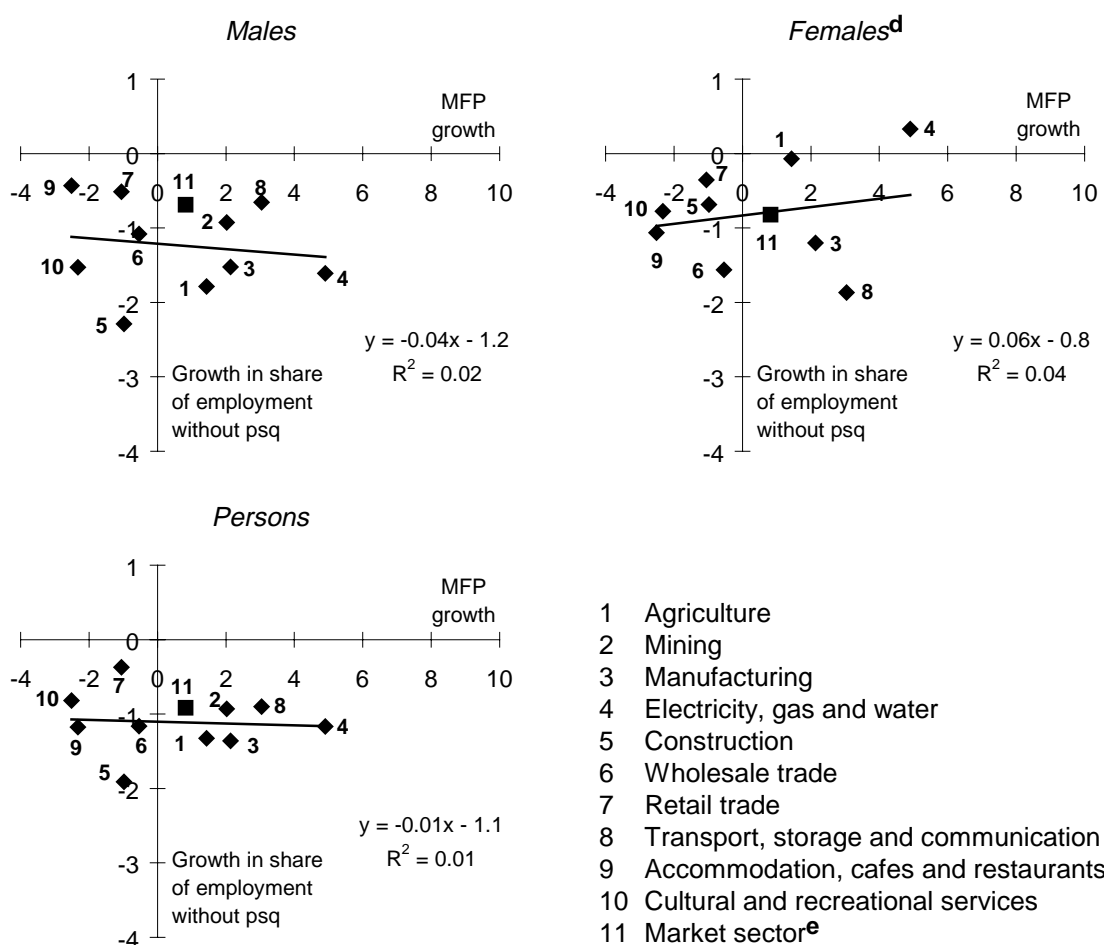 Males
Females^d
1
MFP
growth
0
-4 -2 0 2 4 6 8 10
9
7
11
8
2
-1
6
10
3
1
4
-2
5
y = -0.04x - 1.2
R² = 0.02
-3
Growth in share
of employment
without psq
-4
1
MFP
growth
4
1
0
-4 -2 0 2 4 6 8 10
7
10
5
-1
9
11
3
6
8
-2
y = 0.06x - 0.8
R² = 0.04
-3
Growth in share
of employment
without psq
-4
Persons
1
MFP
growth
0
-4 -2 0 2 4 6 8 10
7
10
11
2
8
-1
9
6
1
3
4
5
-2
y = -0.01x - 1.1
R² = 0.01
-3
Growth in share
of employment
without psq
-4
1 Agriculture
2 Mining
3 Manufacturing
4 Electricity, gas and water
5 Construction
6 Wholesale trade
7 Retail trade
8 Transport, storage and communication
9 Accommodation, cafes and restaurants
10 Cultural and recreational services
11 Market sector^e